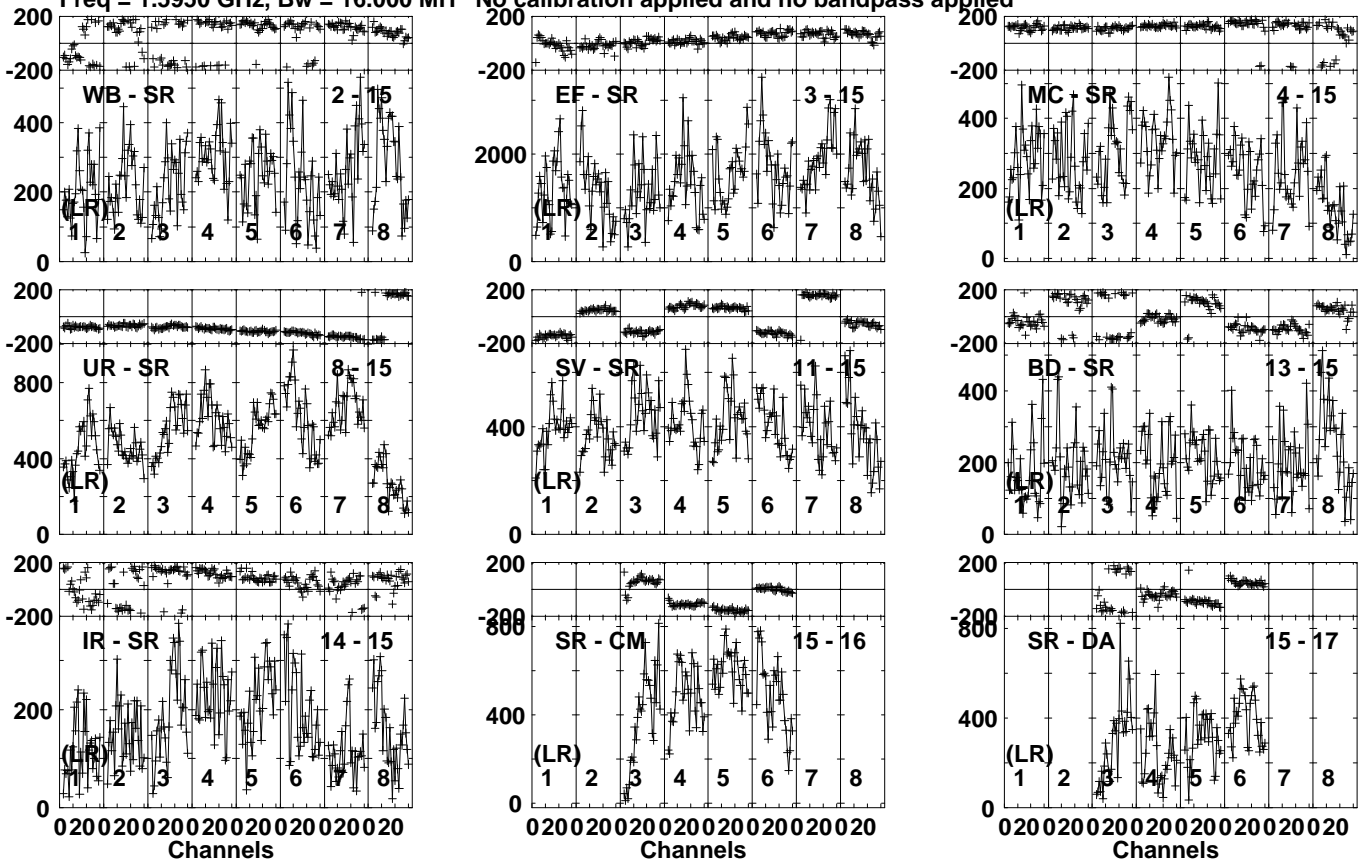 Freq = 1.5950 GHz, Bw = 16.000 MH No calibration applied and no bandpass applied
200 200 200
-200 -200 -200
WB - SR 2 - 15 EF - SR 3 - 15 MC - SR 4 - 15
400 2000 400
200 200
(LR) (LR) (LR)
1 2 3 4 5 6 7 8 1 2 3 4 5 6 7 8 1 2 3 4 5 6 7 8
0 0 0
200 200 200
-200 -200 -200
UR - SR 8 - 15 SV - SR 11 - 15 BD - SR 13 - 15
800 400 400
400 200
(LR) (LR) (LR)
1 2 3 4 5 6 7 8 1 2 3 4 5 6 7 8 1 2 3 4 5 6 7 8
0 0 0
200 200 200
-200 -200 -200
800 800
IR - SR 14 - 15 SR - CM 15 - 16 SR - DA 15 - 17
200 400 400
(LR) (LR) (LR)
1 2 3 4 5 6 7 8 1 2 3 4 5 6 7 8 1 2 3 4 5 6 7 8
0 0 0
0 20 0 20 0 20 0 20 0 20 0 20 0 20 0 20 0 20 0 20 0 20 0 20 0 20 0 20 0 20 0 20 0 20 0 20 0 20 0 20 0 20 0 20 0 20 0 20
Channels Channels Channels